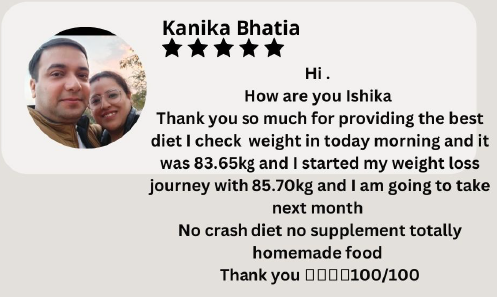 Kanika Bhatia
★★★★★
Hi .
How are you Ishika
Thank you so much for providing the best
diet I check weight in today morning and it
was 83.65kg and I started my weight loss
journey with 85.70kg and I am going to take
next month
No crash diet no supplement totally
homemade food
Thank you 🙏🏻▯▯100/100